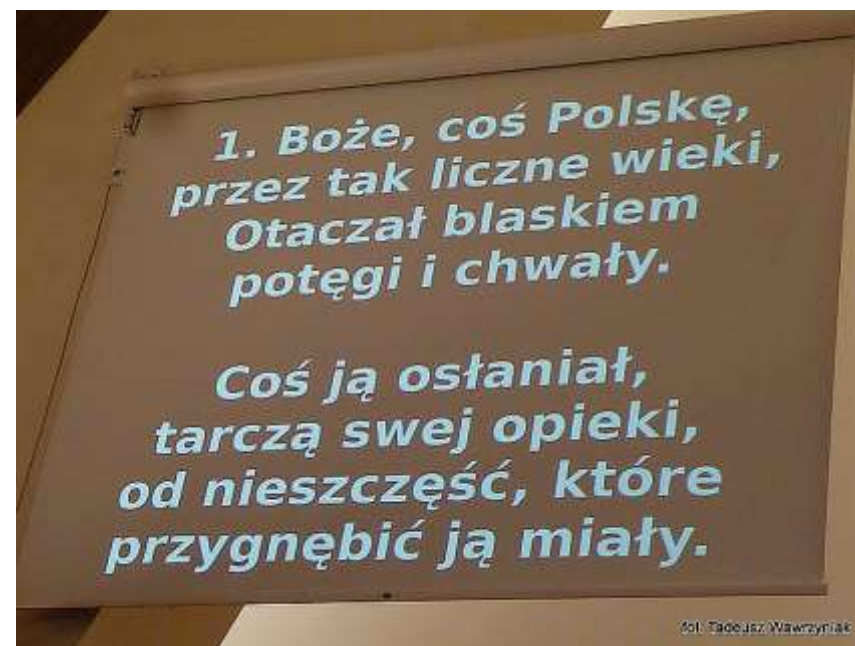 1. Boże, coś Polskę,
przez tak liczne wieki,
Otaczał blaskiem
potęgi i chwały.
Coś ją osłaniał,
tarczą swej opieki,
od nieszczęść, które
przygnębić ją miały.
fot. Tadeusz Wawrzyniak